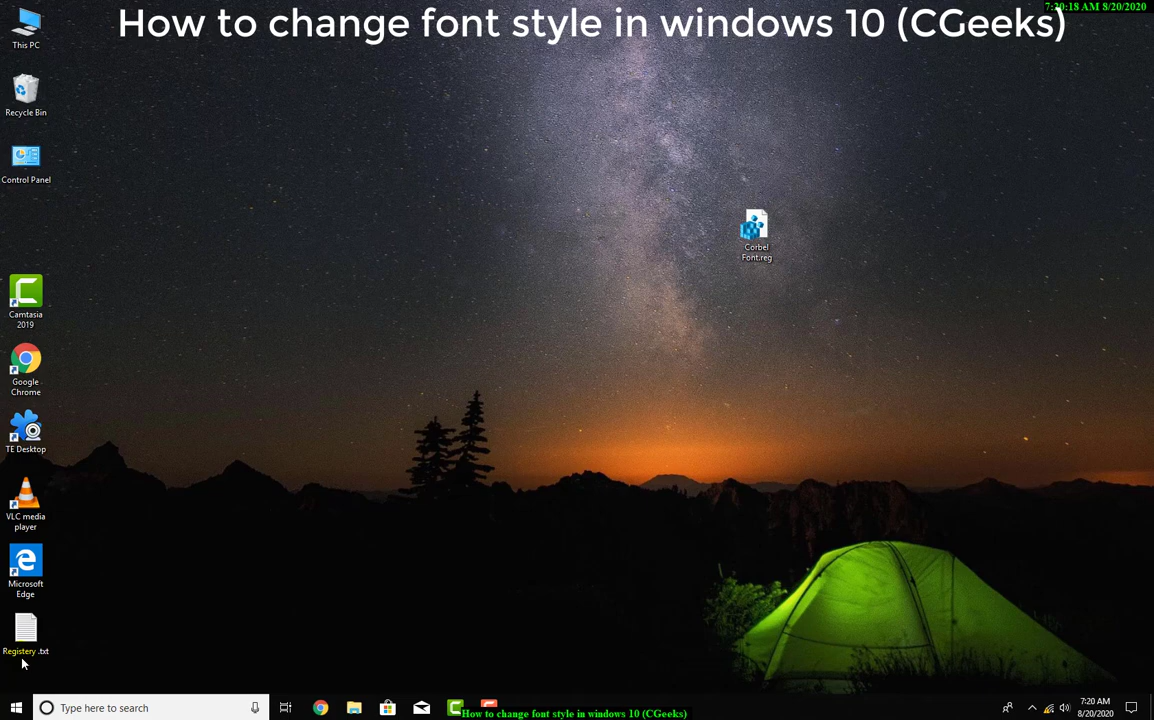 7:20:18 AM 8/20/2020
How to change font style in windows 10 (CGeeks)
This PC
Recycle Bin
Control Panel
Corbel
Font.reg
Camtasia
2019
Google
Chrome
TE Desktop
VLC media
player
Microsoft
Edge
Registery .txt
Type here to search
How to change font style in windows 10 (CGeeks)
7:20 AM
8/20/2020